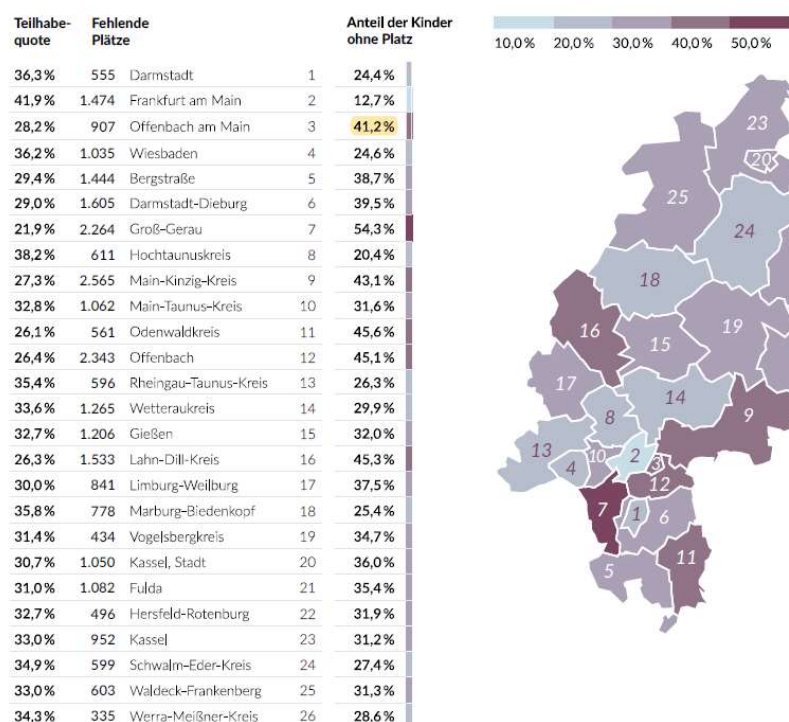 Teilhabe- Fehlende Anteil der Kinder
quote Plätze ohne Platz
36,3 % 555 Darmstadt 1 24,4 %
41,9 % 1.474 Frankfurt am Main 2 12,7 %
28,2 % 907 Offenbach am Main 3 41,2 %
36,2 % 1.035 Wiesbaden 4 24,6 %
29,4 % 1.444 Bergstraße 5 38,7 %
29,0 % 1.605 Darmstadt-Dieburg 6 39,5 %
21,9 % 2.264 Groß-Gerau 7 54,3 %
38,2 % 611 Hochtaunuskreis 8 20,4 %
27,3 % 2.565 Main-Kinzig-Kreis 9 43,1 %
32,8 % 1.062 Main-Taunus-Kreis 10 31,6 %
26,1 % 561 Odenwaldkreis 11 45,6 %
26,4 % 2.343 Offenbach 12 45,1 %
35,4 % 596 Rheingau-Taunus-Kreis 13 26,3 %
33,6 % 1.265 Wetteraukreis 14 29,9 %
32,7 % 1.206 Gießen 15 32,0 %
26,3 % 1.533 Lahn-Dill-Kreis 16 45,3 %
30,0 % 841 Limburg-Weilburg 17 37,5 %
35,8 % 778 Marburg-Biedenkopf 18 25,4 %
31,4 % 434 Vogelsbergkreis 19 34,7 %
30,7 % 1.050 Kassel, Stadt 20 36,0 %
31,0 % 1.082 Fulda 21 35,4 %
32,7 % 496 Hersfeld-Rotenburg 22 31,9 %
33,0 % 952 Kassel 23 31,2 %
34,9 % 599 Schwalm-Eder-Kreis 24 27,4 %
33,0 % 603 Waldeck-Frankenberg 25 31,3 %
34,3 % 335 Werra-Meißner-Kreis 26 28,6 %
10,0 % 20,0 % 30,0 % 40,0 % 50,0 %
23
20
25
24
18
16
15
19
17
14
8
9
13
10
2
4
3
12
7
1
6
11
5